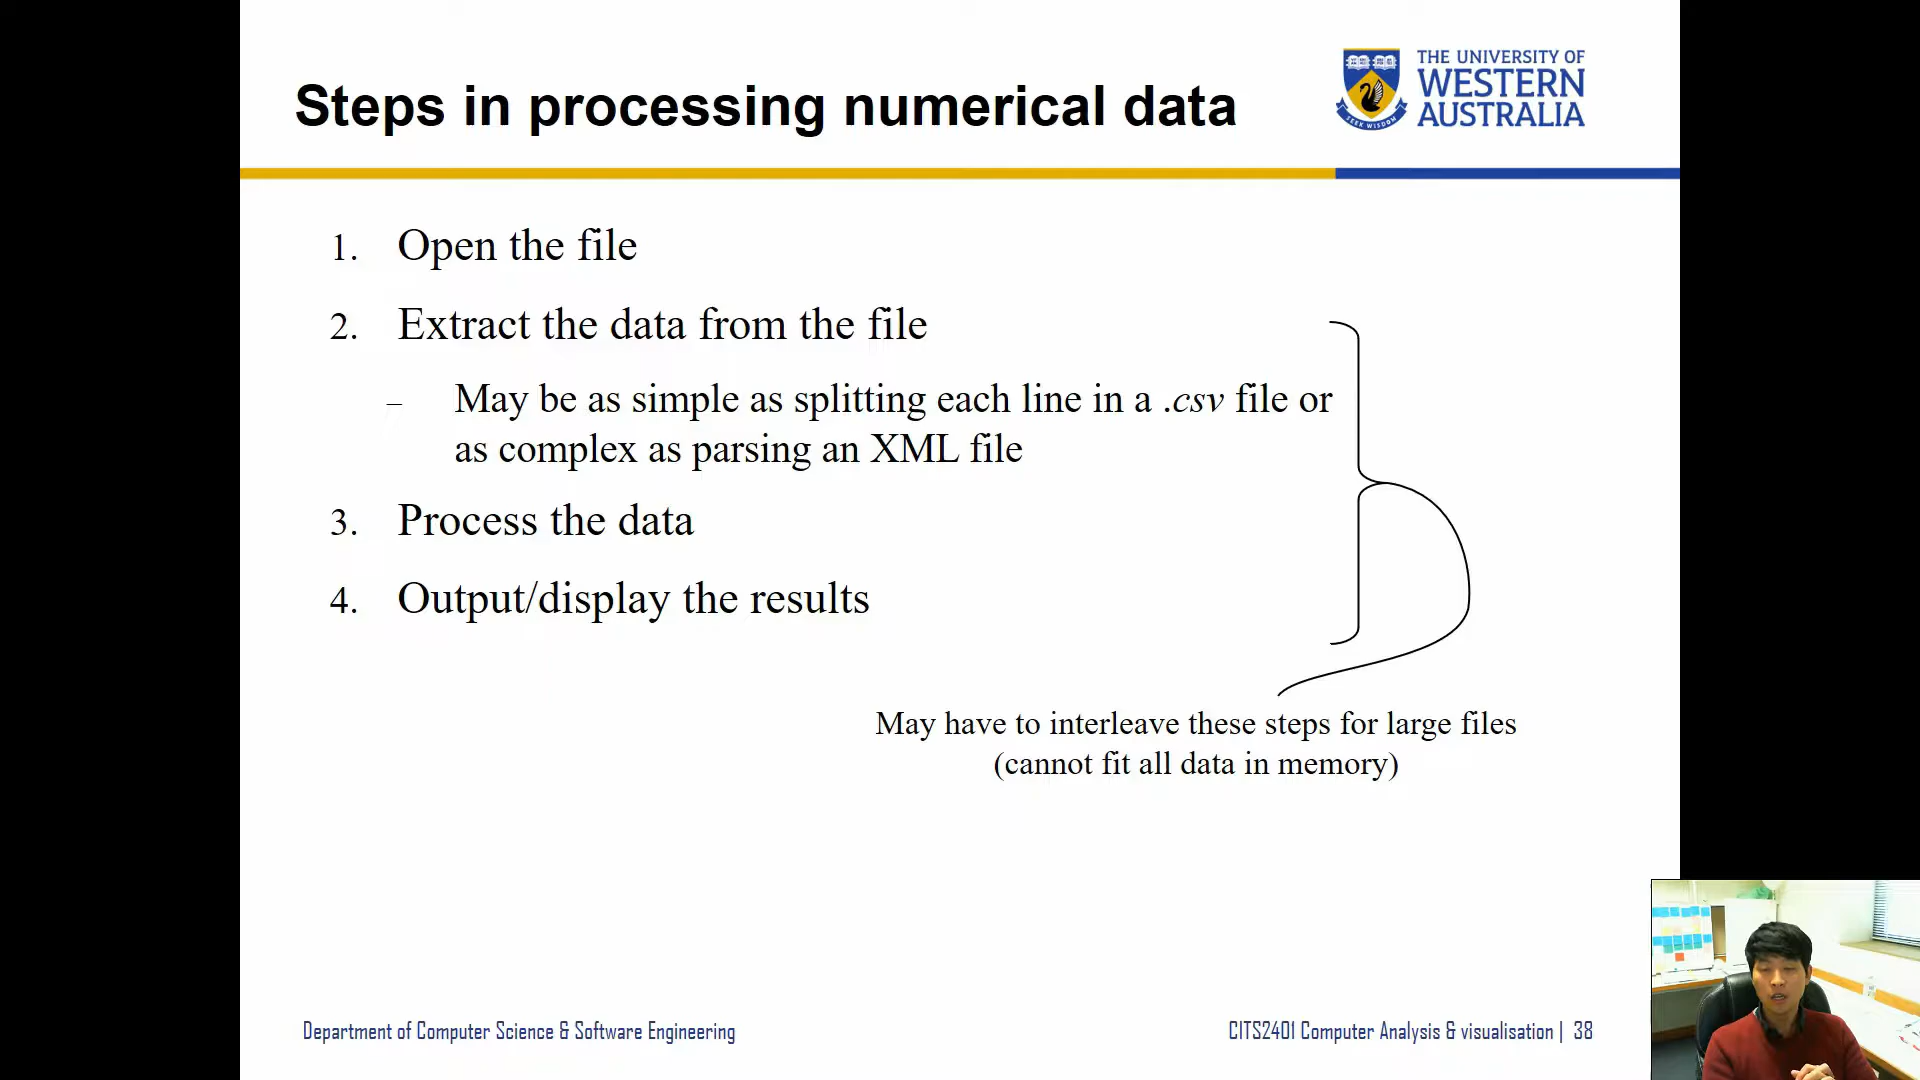 THE UNIVERSITY OF
WESTERN
AUSTRALIA
SEEK WISDOM
Steps in processing numerical data
1. Open the file
2. Extract the data from the file
– May be as simple as splitting each line in a .csv file or
as complex as parsing an XML file
3. Process the data
4. Output/display the results
May have to interleave these steps for large files
(cannot fit all data in memory)
Department of Computer Science & Software Engineering
CITS2401 Computer Analysis & visualisation | 38